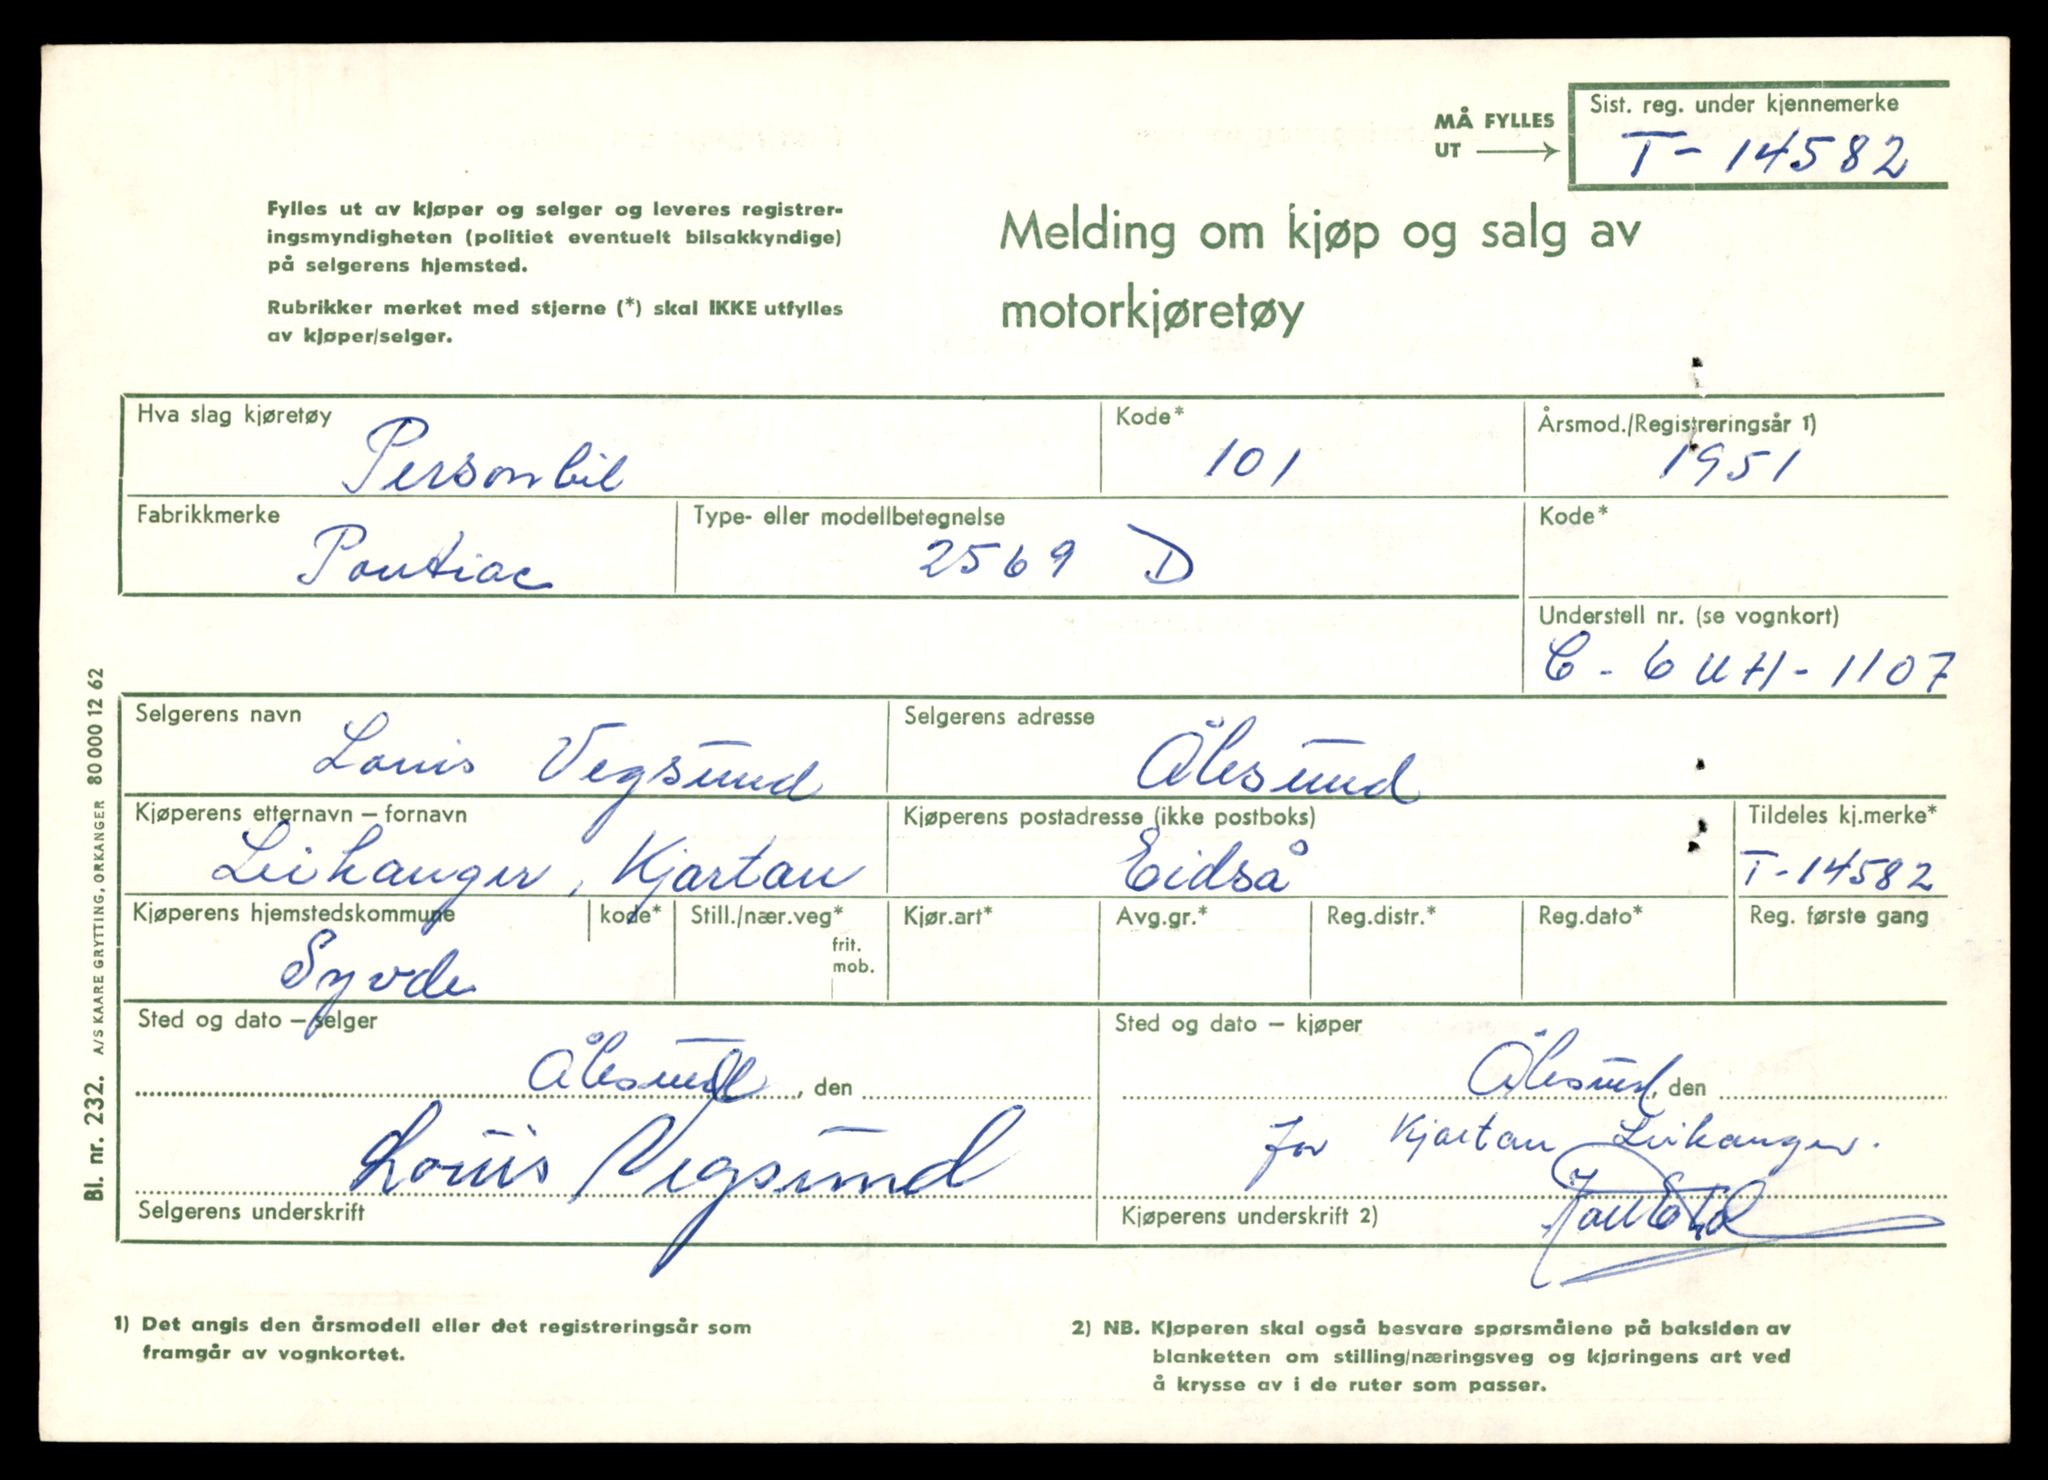 MÅ FYLLES
UT
Sist. reg. under kjennemerke
T-14582
Fylles ut av kjøper og selger og leveres registrer-
ingsmyndigheten (politiet eventuelt bilsakkyndige)
på selgerens hjemsted.
Rubrikker merket med stjerne (*) skal IKKE utfylles
av kjøper/selger.
Melding om kjøp og salg av
motorkjøretøy
Hva slag kjøretøy
Personbil
Kode*
101
Årsmod./Registreringsår 1)
1951
Fabrikkmerke
Pontiac
Type- eller modellbetegnelse
2569 D
Kode*
Understell nr. (se vognkort)
C-6UH-1107
Selgerens navn
Louis Vegsund
Selgerens adresse
Ålesund
Kjøperens etternavn – fornavn
Leikanger, Kjartan
Kjøperens postadresse (ikke postboks)
Eidså
Tildeles kj.merke*
T-14582
Kjøperens hjemstedskommune
Syvde
kode*
Still./nær.veg*
frit.
mob.
Kjør.art*
Avg.gr.*
Reg.distr.*
Reg.dato*
Reg. første gang
Sted og dato – selger
Ålesund, den
Louis Vegsund
Selgerens underskrift
Sted og dato – kjøper
Ålesund, den
for Kjartan Leikanger.
Kjøperens underskrift 2)
1) Det angis den årsmodell eller det registreringsår som
framgår av vognkortet.
2) NB. Kjøperen skal også besvare spørsmålene på baksiden av
blanketten om stilling/næringsveg og kjøringens art ved
å krysse av i de ruter som passer.
Bl. nr. 232. A/S KAARE GRYTTING, ORKANGER 80 000 12 62